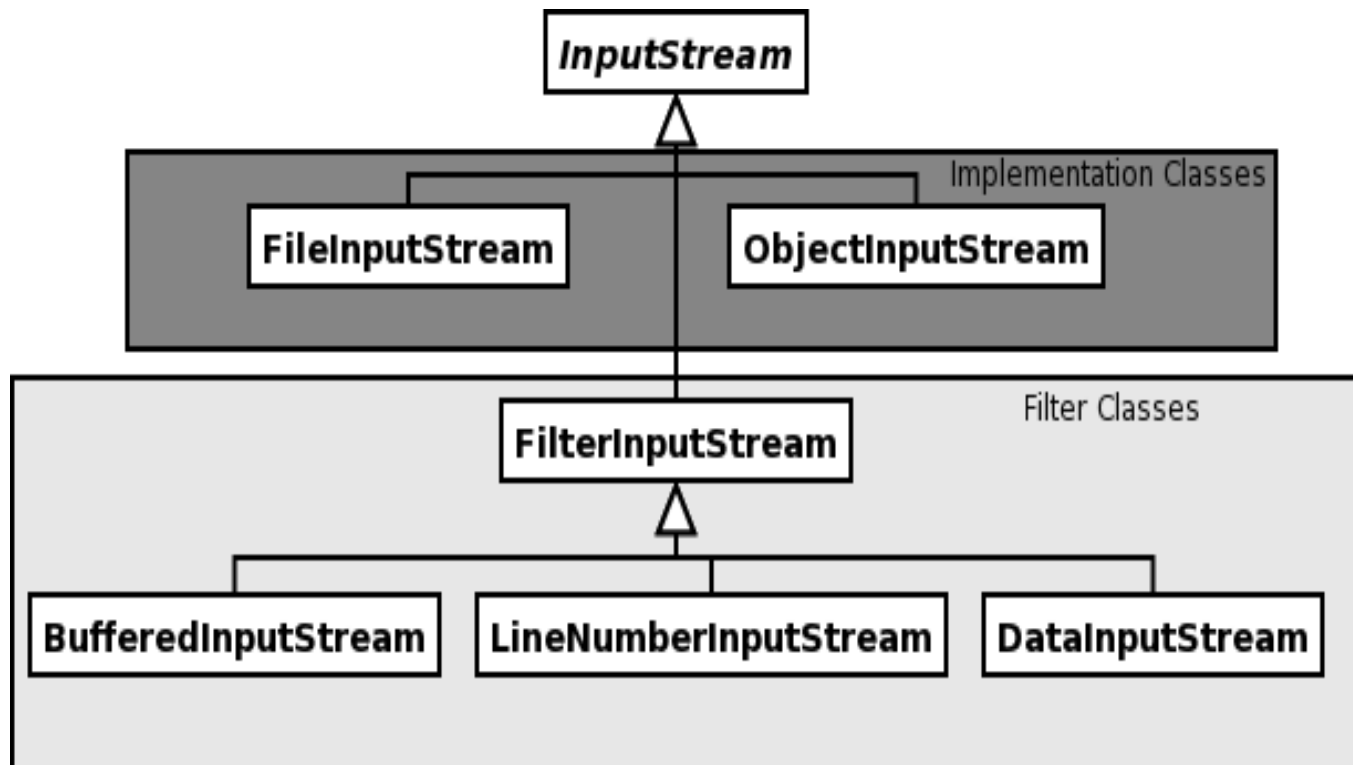 InputStream
Implementation Classes
FileInputStream
ObjectInputStream
Filter Classes
FilterInputStream
BufferedInputStream
LineNumberInputStream
DataInputStream